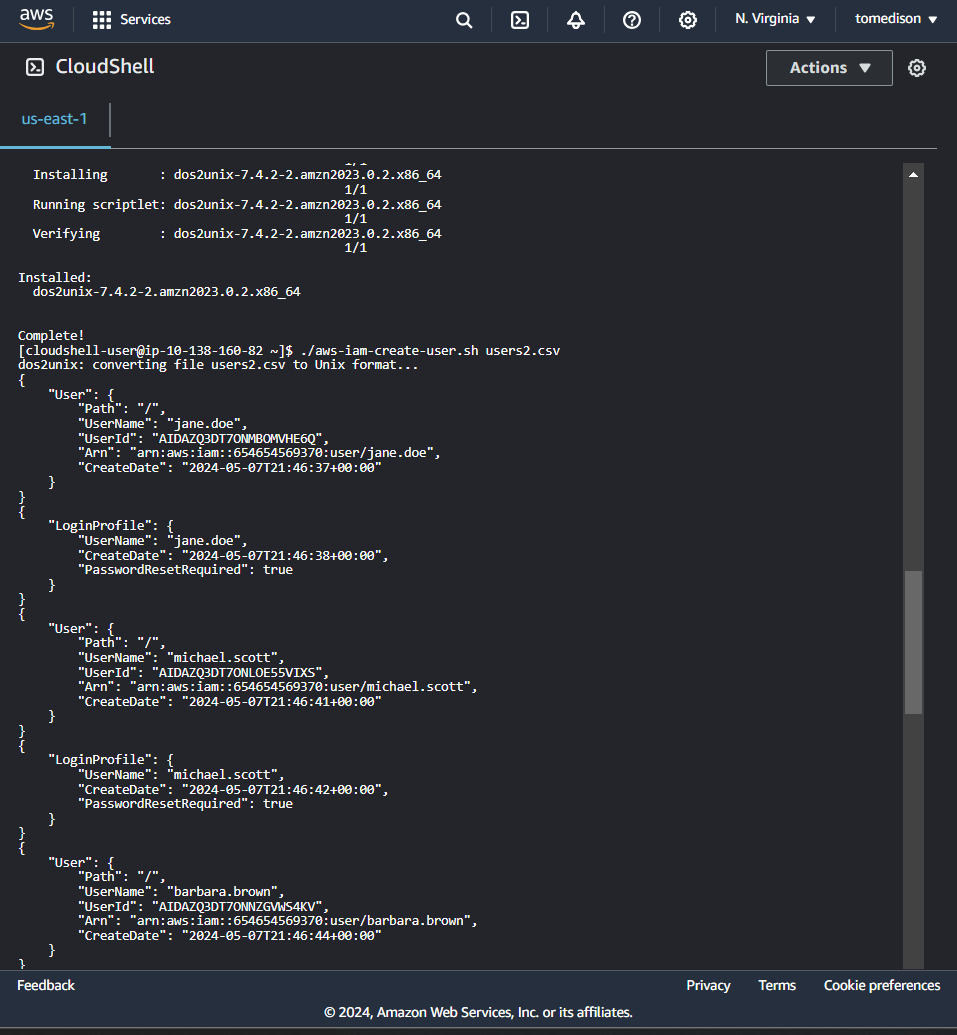 aws
Services
N. Virginia ▼
tomedison ▼
CloudShell
Actions ▼
us-east-1
1/1
  Installing       : dos2unix-7.4.2-2.amzn2023.0.2.x86_64
1/1
  Running scriptlet: dos2unix-7.4.2-2.amzn2023.0.2.x86_64
1/1
  Verifying        : dos2unix-7.4.2-2.amzn2023.0.2.x86_64
1/1
Installed:
  dos2unix-7.4.2-2.amzn2023.0.2.x86_64
Complete!
[cloudshell-user@ip-10-138-160-82 ~]$ ./aws-iam-create-user.sh users2.csv
dos2unix: converting file users2.csv to Unix format...
{
    "User": {
        "Path": "/",
        "UserName": "jane.doe",
        "UserId": "AIDAZQ3DT7ONMBOMVHE6Q",
        "Arn": "arn:aws:iam::654654569370:user/jane.doe",
        "CreateDate": "2024-05-07T21:46:37+00:00"
    }
}
{
    "LoginProfile": {
        "UserName": "jane.doe",
        "CreateDate": "2024-05-07T21:46:38+00:00",
        "PasswordResetRequired": true
    }
}
{
    "User": {
        "Path": "/",
        "UserName": "michael.scott",
        "UserId": "AIDAZQ3DT7ONLOE55VIXS",
        "Arn": "arn:aws:iam::654654569370:user/michael.scott",
        "CreateDate": "2024-05-07T21:46:41+00:00"
    }
}
{
    "LoginProfile": {
        "UserName": "michael.scott",
        "CreateDate": "2024-05-07T21:46:42+00:00",
        "PasswordResetRequired": true
    }
}
{
    "User": {
        "Path": "/",
        "UserName": "barbara.brown",
        "UserId": "AIDAZQ3DT7ONNZGVWS4KV",
        "Arn": "arn:aws:iam::654654569370:user/barbara.brown",
        "CreateDate": "2024-05-07T21:46:44+00:00"
    }
}
Feedback
Privacy
Terms
Cookie preferences
© 2024, Amazon Web Services, Inc. or its affiliates.